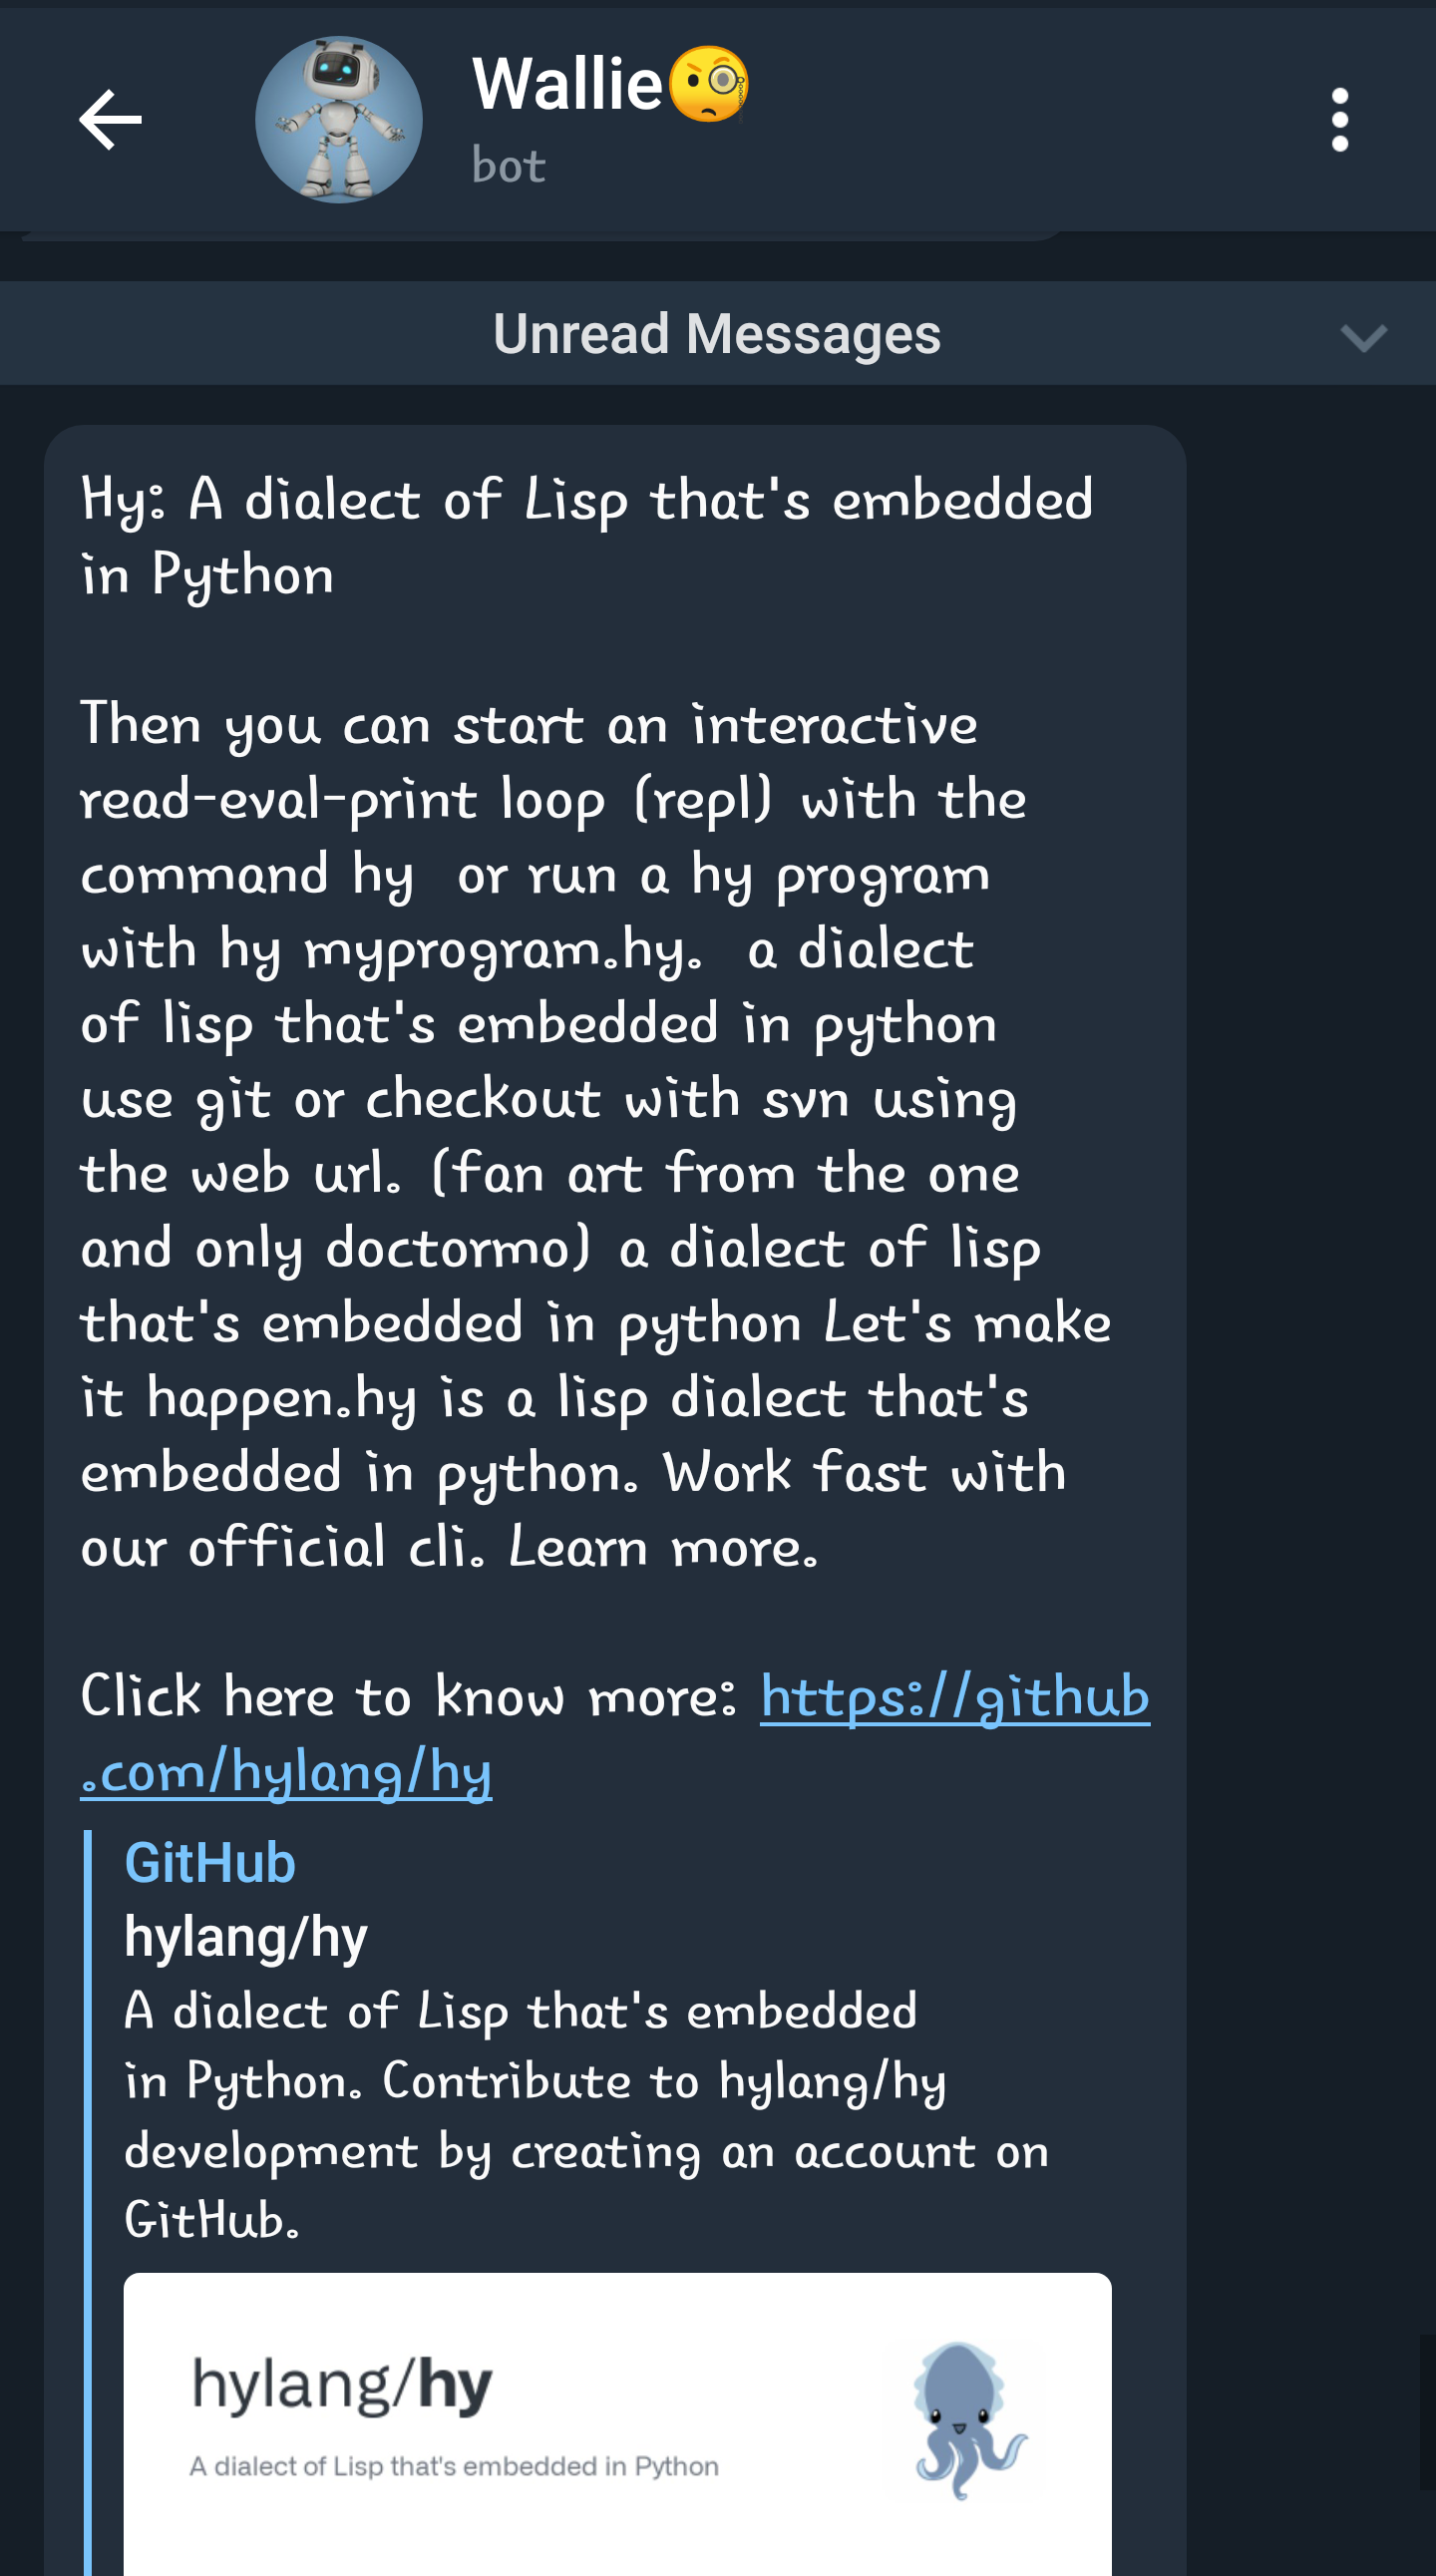 Wallie🧐
bot
Unread Messages
Hy: A dialect of Lisp that's embedded
in Python
Then you can start an interactive
read-eval-print loop (repl) with the
command hy  or run a hy program
with hy myprogram.hy.  a dialect
of lisp that's embedded in python
use git or checkout with svn using
the web url. (fan art from the one
and only doctormo) a dialect of lisp
that's embedded in python Let's make
it happen.hy is a lisp dialect that's
embedded in python. Work fast with
our official cli. Learn more.
Click here to know more: https://github
.com/hylang/hy
GitHub
hylang/hy
A dialect of Lisp that's embedded
in Python. Contribute to hylang/hy
development by creating an account on
GitHub.
hylang/hy
A dialect of Lisp that's embedded in Python